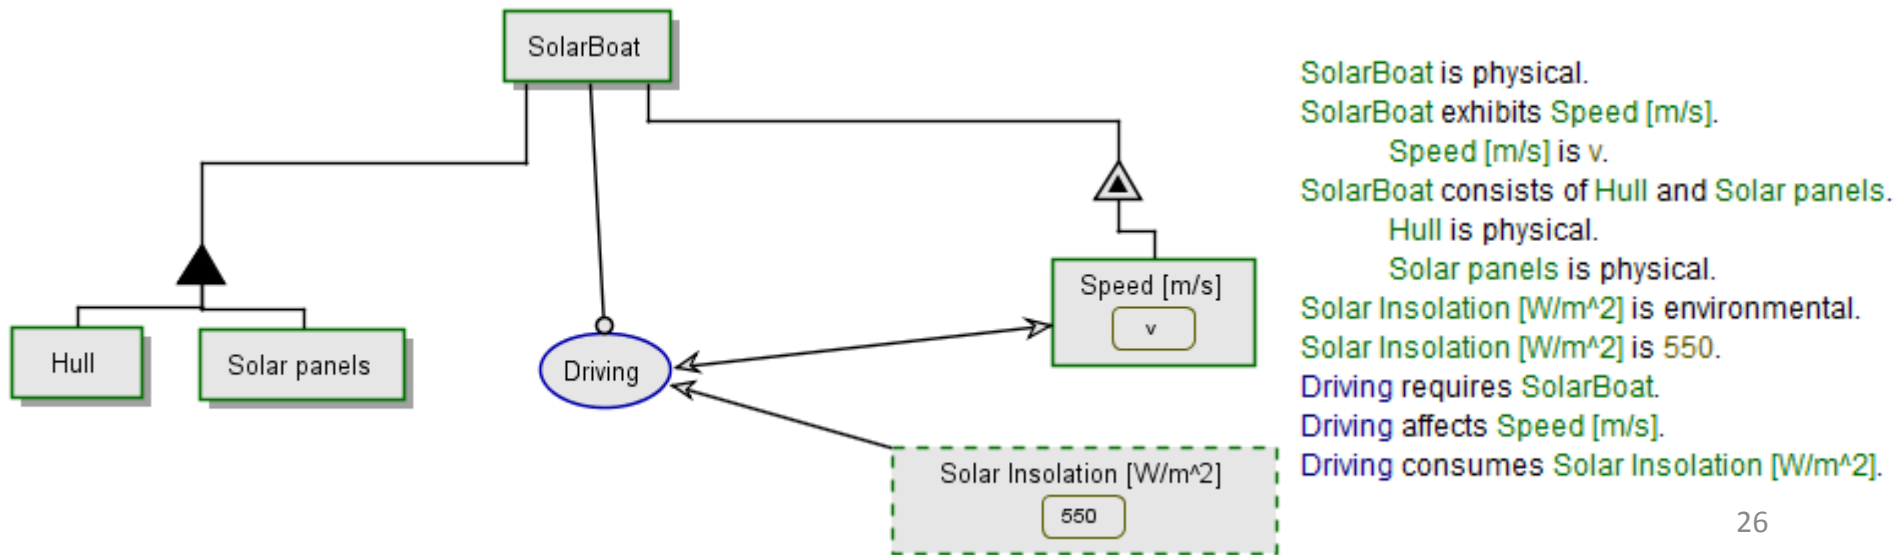 SolarBoat
Hull
Solar panels
Driving
Speed [m/s]
v
Solar Insolation [W/m^2]
550
SolarBoat is physical.
SolarBoat exhibits Speed [m/s].
Speed [m/s] is v.
SolarBoat consists of Hull and Solar panels.
Hull is physical.
Solar panels is physical.
Solar Insolation [W/m^2] is environmental.
Solar Insolation [W/m^2] is 550.
Driving requires SolarBoat.
Driving affects Speed [m/s].
Driving consumes Solar Insolation [W/m^2].
26